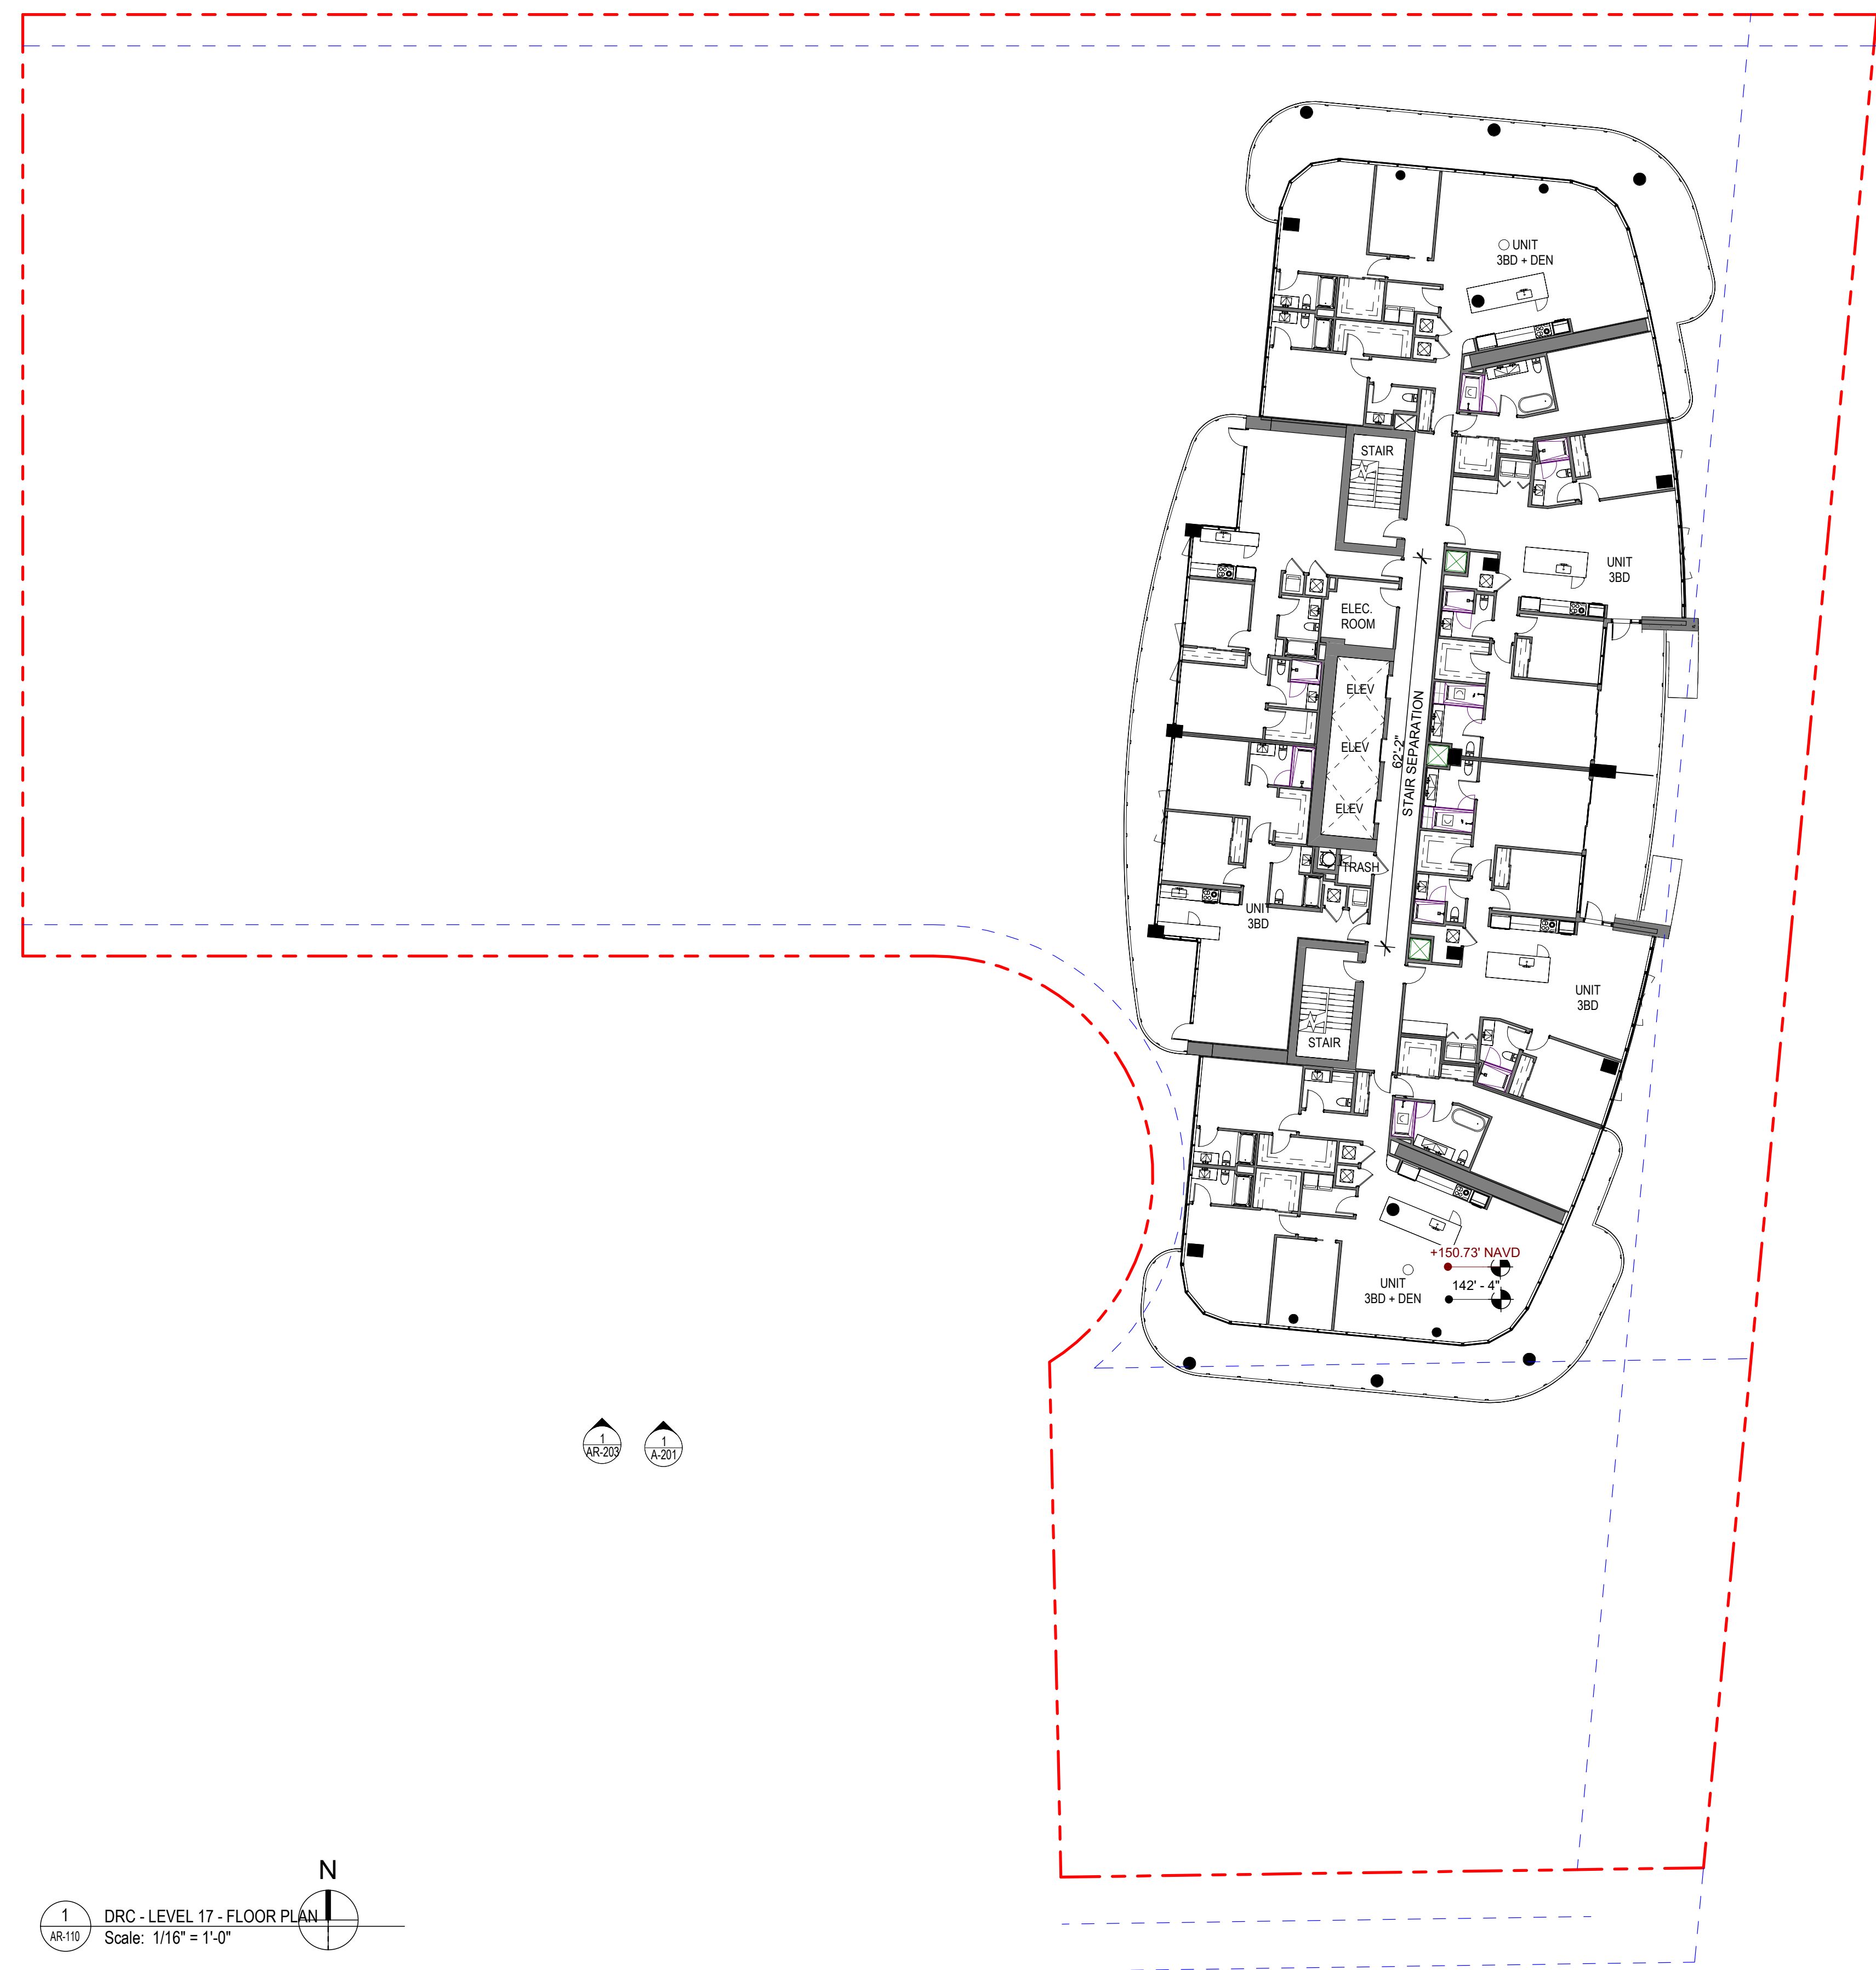 UNIT
3BD + DEN
STAIR
UNIT
3BD
ELEC.
ROOM
ELEV
ELEV
ELEV
62'-2"
STAIR SEPARATION
TRASH
UNIT
3BD
UNIT
3BD
STAIR
+150.73' NAVD
142' - 4"
UNIT
3BD + DEN
1
AR-203
1
A-201
N
1
AR-110
DRC - LEVEL 17 - FLOOR PLAN
Scale: 1/16" = 1'-0"